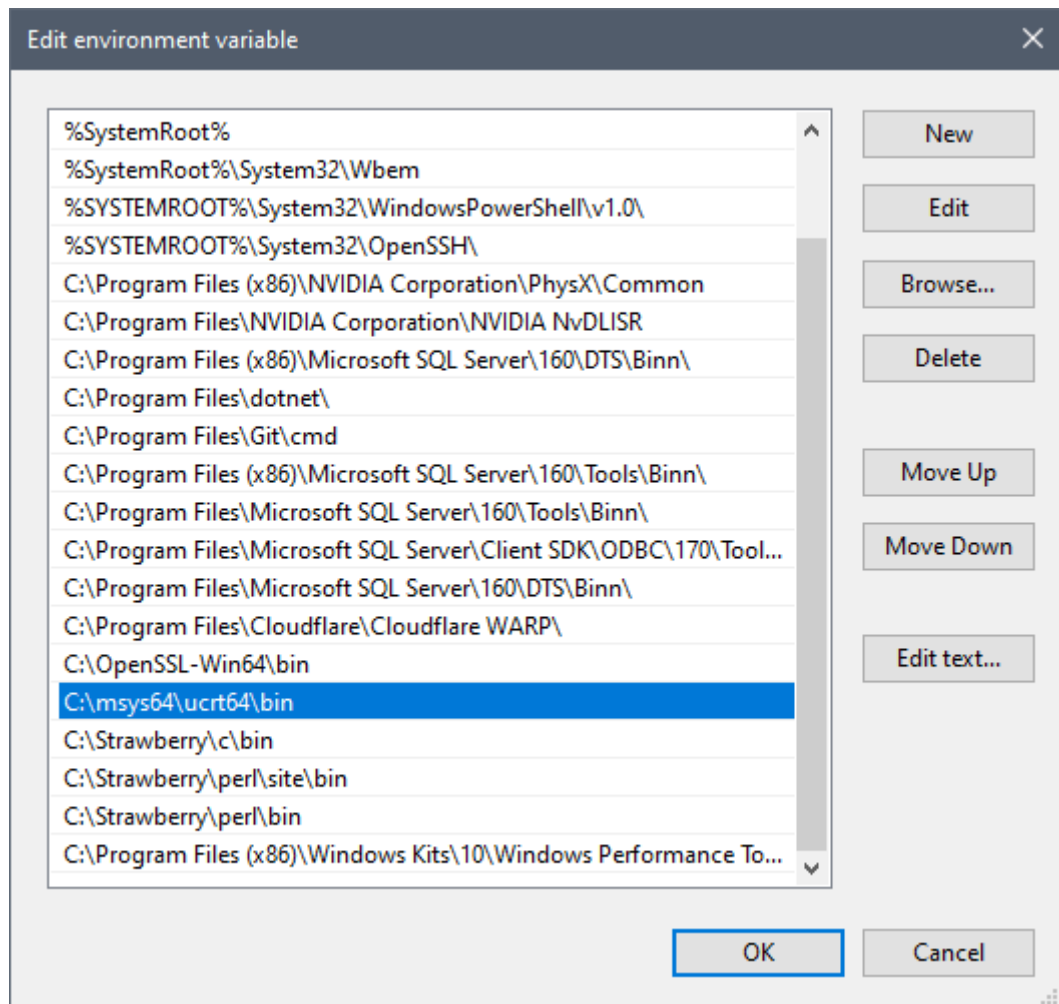 Edit environment variable
%SystemRoot%
%SystemRoot%\System32\Wbem
%SYSTEMROOT%\System32\WindowsPowerShell\v1.0\
%SYSTEMROOT%\System32\OpenSSH\
C:\Program Files (x86)\NVIDIA Corporation\PhysX\Common
C:\Program Files\NVIDIA Corporation\NVIDIA NvDLISR
C:\Program Files (x86)\Microsoft SQL Server\160\DTS\Binn\
C:\Program Files\dotnet\
C:\Program Files\Git\cmd
C:\Program Files (x86)\Microsoft SQL Server\160\Tools\Binn\
C:\Program Files\Microsoft SQL Server\160\Tools\Binn\
C:\Program Files\Microsoft SQL Server\Client SDK\ODBC\170\Tool...
C:\Program Files\Microsoft SQL Server\160\DTS\Binn\
C:\Program Files\Cloudflare\Cloudflare WARP\
C:\OpenSSL-Win64\bin
C:\msys64\ucrt64\bin
C:\Strawberry\c\bin
C:\Strawberry\perl\site\bin
C:\Strawberry\perl\bin
C:\Program Files (x86)\Windows Kits\10\Windows Performance To...
New
Edit
Browse...
Delete
Move Up
Move Down
Edit text...
OK
Cancel